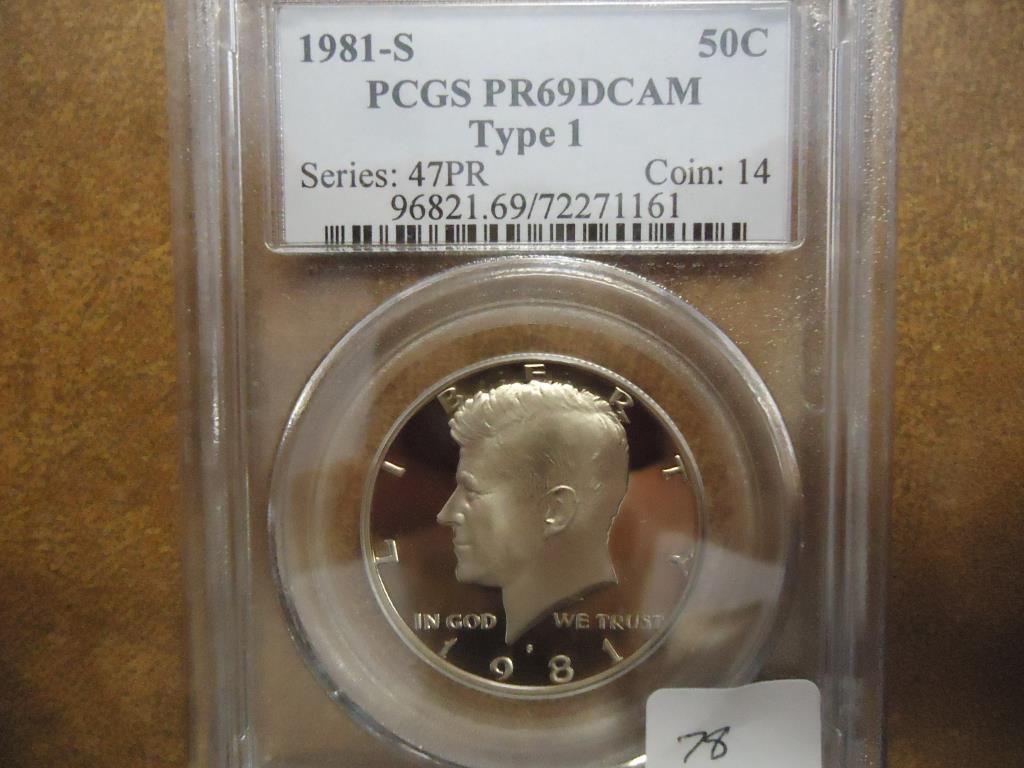 1981-S 50C
PCGS PR69DCAM
Type 1
Series: 47PR Coin: 14
96821.69/72271161
LIBERTY
IN GOD WE TRUST
1981
78